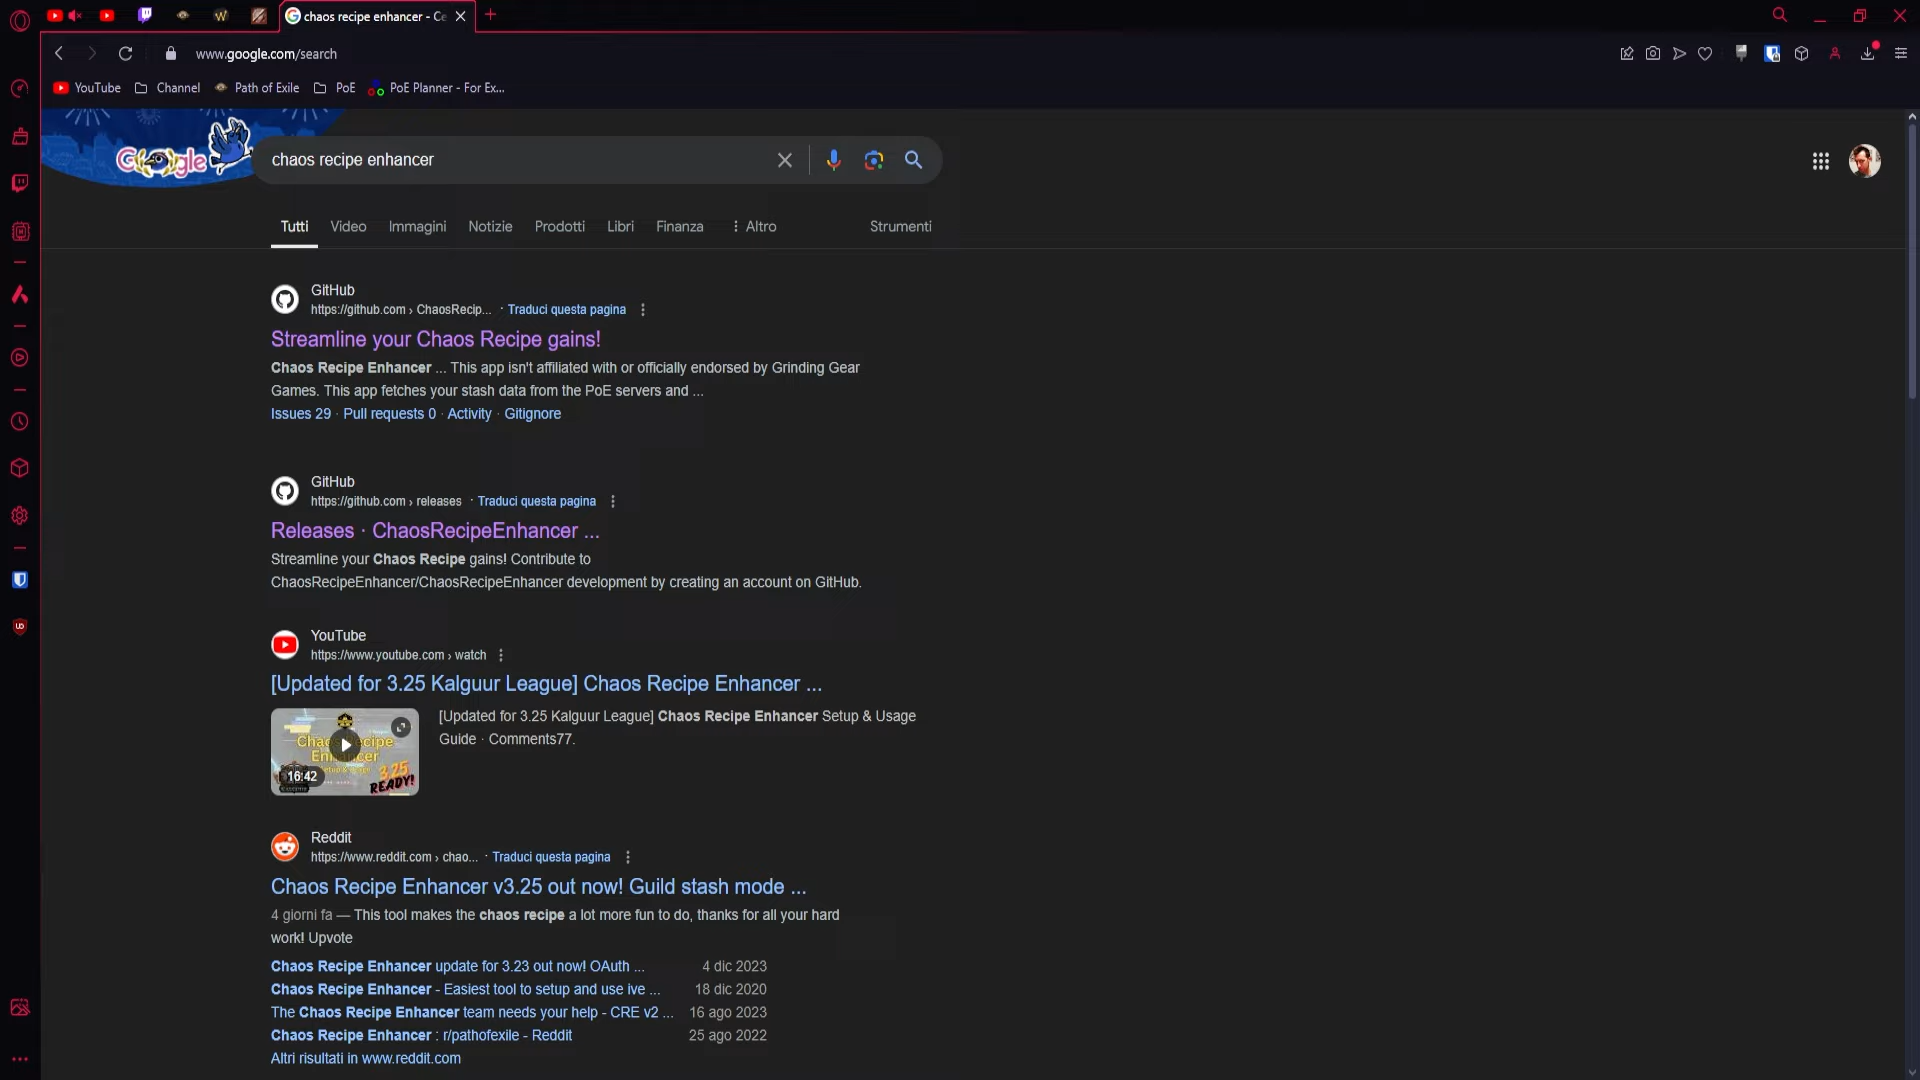 chaos recipe enhancer - Ce
www.google.com/search
YouTube
Channel
Path of Exile
PoE
PoE Planner - For Ex...
Google
chaos recipe enhancer
Tutti
Video
Immagini
Notizie
Prodotti
Libri
Finanza
Altro
Strumenti
GitHub
https://github.com › ChaosRecip... · Traduci questa pagina
Streamline your Chaos Recipe gains!
Chaos Recipe Enhancer ... This app isn't affiliated with or officially endorsed by Grinding Gear
Games. This app fetches your stash data from the PoE servers and ...
Issues 29 · Pull requests 0 · Activity · Gitignore
GitHub
https://github.com › releases · Traduci questa pagina
Releases · ChaosRecipeEnhancer ...
Streamline your Chaos Recipe gains! Contribute to
ChaosRecipeEnhancer/ChaosRecipeEnhancer development by creating an account on GitHub.
YouTube
https://www.youtube.com › watch
[Updated for 3.25 Kalguur League] Chaos Recipe Enhancer ...
[Updated for 3.25 Kalguur League] Chaos Recipe Enhancer Setup & Usage
Guide · Comments77.
16:42
3.25
READY!
Reddit
https://www.reddit.com › chao... · Traduci questa pagina
Chaos Recipe Enhancer v3.25 out now! Guild stash mode ...
4 giorni fa — This tool makes the chaos recipe a lot more fun to do, thanks for all your hard
work! Upvote
Chaos Recipe Enhancer update for 3.23 out now! OAuth ... 4 dic 2023
Chaos Recipe Enhancer - Easiest tool to setup and use ive ... 18 dic 2020
The Chaos Recipe Enhancer team needs your help - CRE v2 ... 16 ago 2023
Chaos Recipe Enhancer : r/pathofexile - Reddit 25 ago 2022
Altri risultati in www.reddit.com